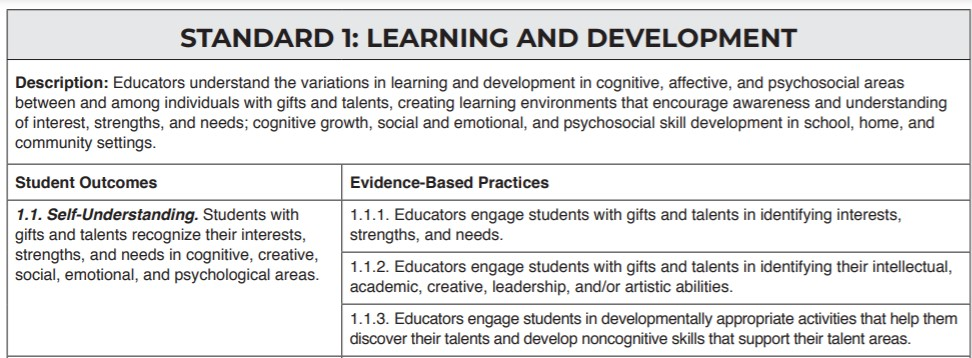 STANDARD 1: LEARNING AND DEVELOPMENT
Description: Educators understand the variations in learning and development in cognitive, affective, and psychosocial areas
between and among individuals with gifts and talents, creating learning environments that encourage awareness and understanding
of interest, strengths, and needs; cognitive growth, social and emotional, and psychosocial skill development in school, home, and
community settings.
Student Outcomes
Evidence-Based Practices
1.1. Self-Understanding. Students with
gifts and talents recognize their interests,
strengths, and needs in cognitive, creative,
social, emotional, and psychological areas.
1.1.1. Educators engage students with gifts and talents in identifying interests,
strengths, and needs.
1.1.2. Educators engage students with gifts and talents in identifying their intellectual,
academic, creative, leadership, and/or artistic abilities.
1.1.3. Educators engage students in developmentally appropriate activities that help them
discover their talents and develop noncognitive skills that support their talent areas.